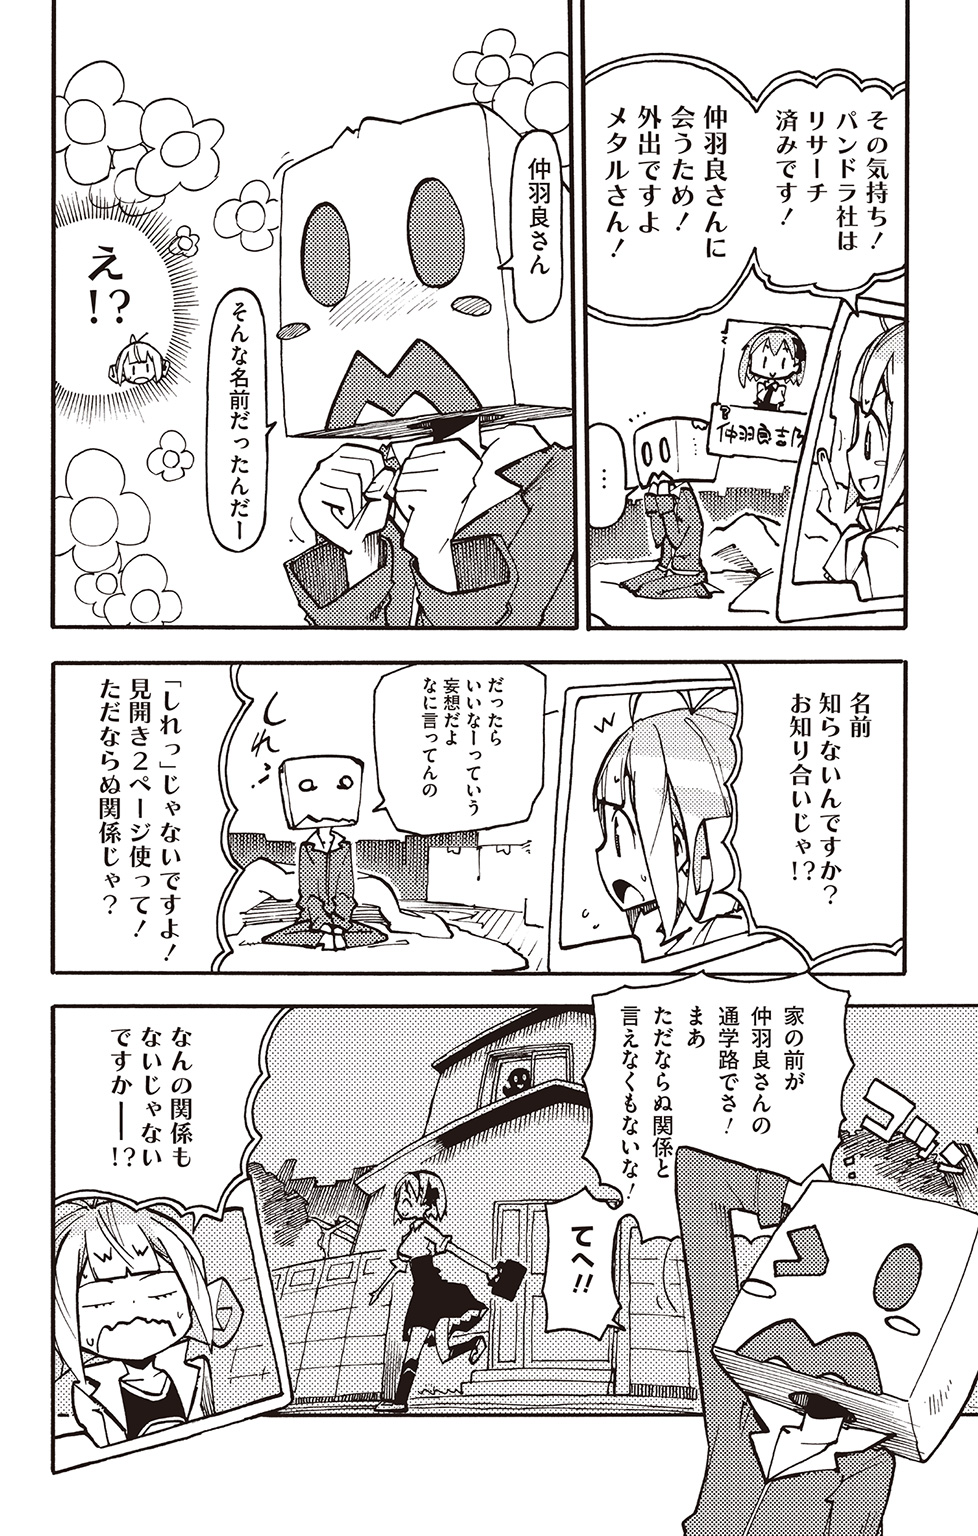 その気持ち！
パンドラ社は
リサーチ
済みです！
仲羽良さんに
会うため！
外出ですよ
メタルさん！
?
仲羽良吉乃
…
…
仲羽良さん
そんな名前だったんだー
え
!?
名前
知らないんですか？
お知り合いじゃ!?
だったら
いいなーっていう
妄想だよ
なに言ってんの
しれっ
「しれっ」じゃないですよ！
見開き２ページ使って！
ただならぬ関係じゃ？
家の前が
仲羽良さんの
通学路でさ！
まあ
ただならぬ関係と
言えなくもないな！
てへ!!
なんの関係も
ないじゃない
ですかーー!?